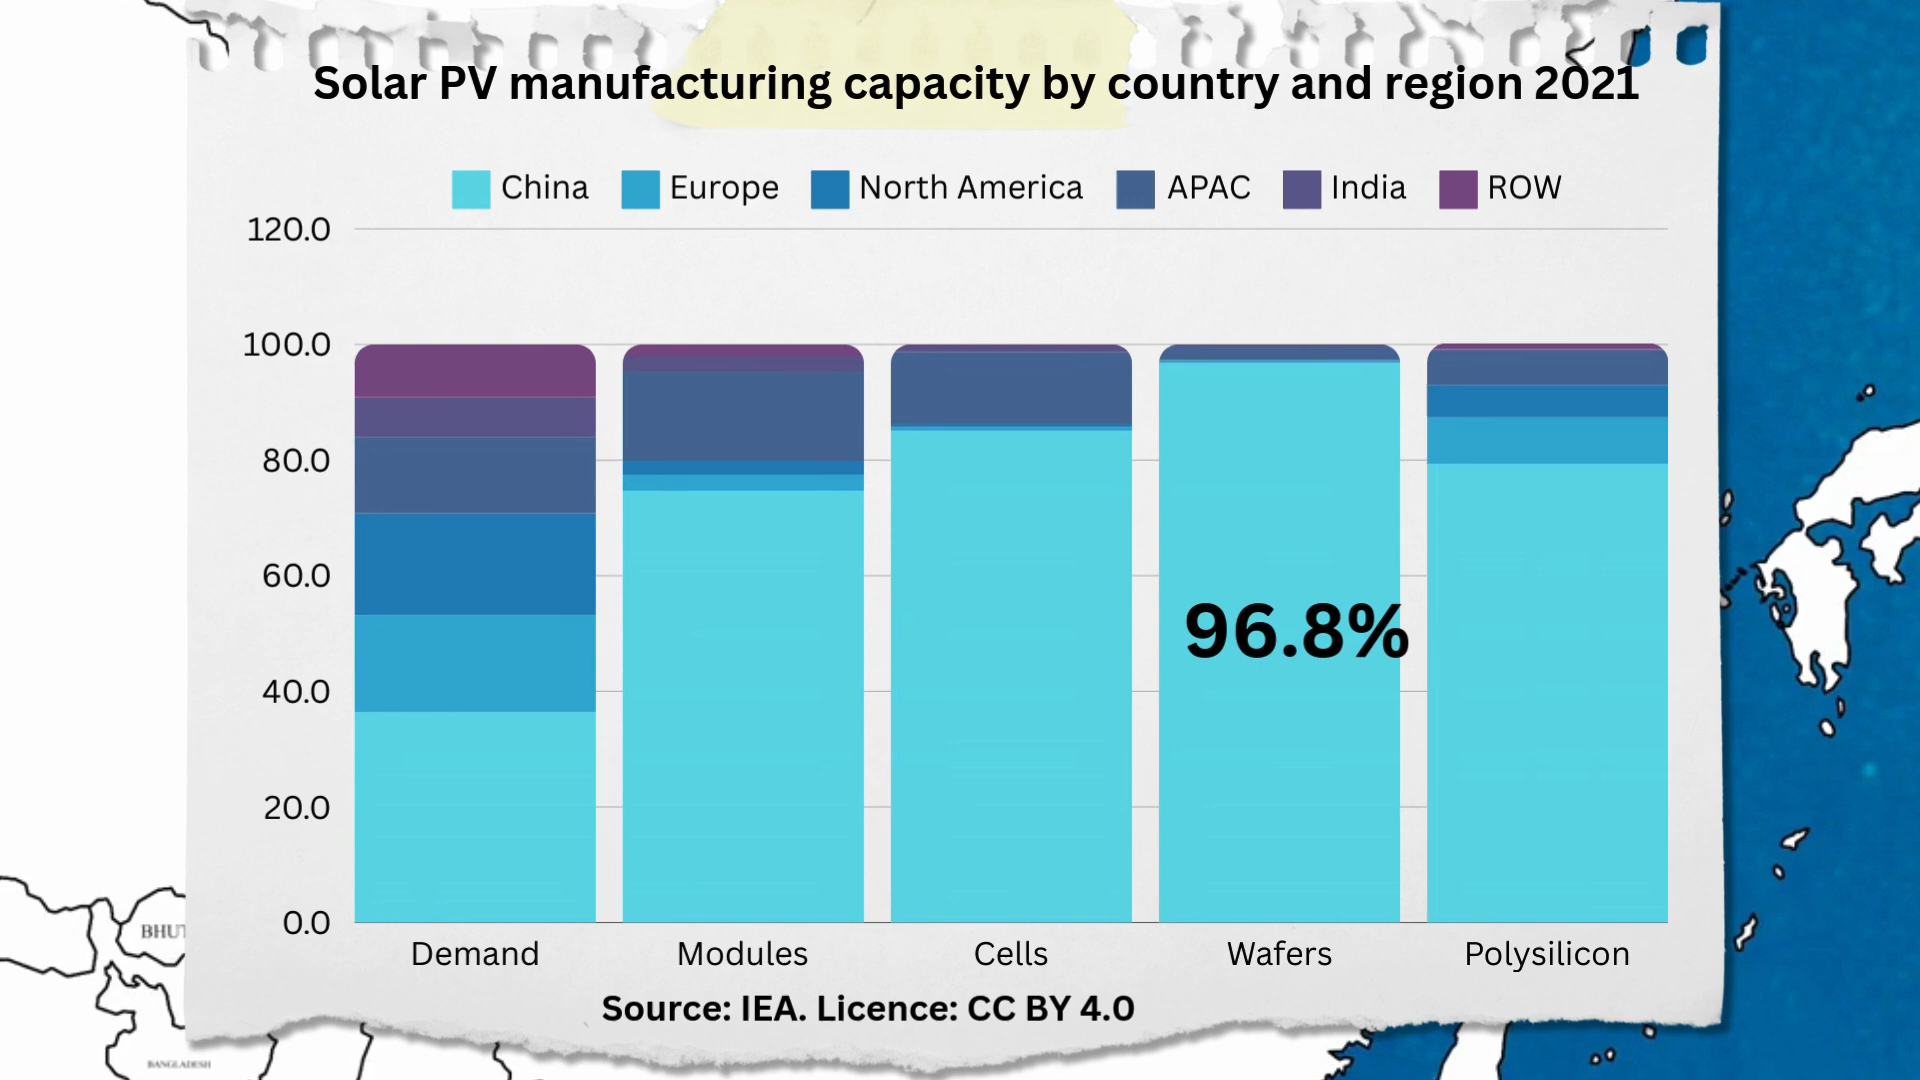 Solar PV manufacturing capacity by country and region 2021
China Europe North America APAC India ROW
120.0
100.0
80.0
60.0
96.8%
40.0
20.0
0.0
Demand Modules Cells Wafers Polysilicon
Source: IEA. Licence: CC BY 4.0
BHUT
BANGLADESH